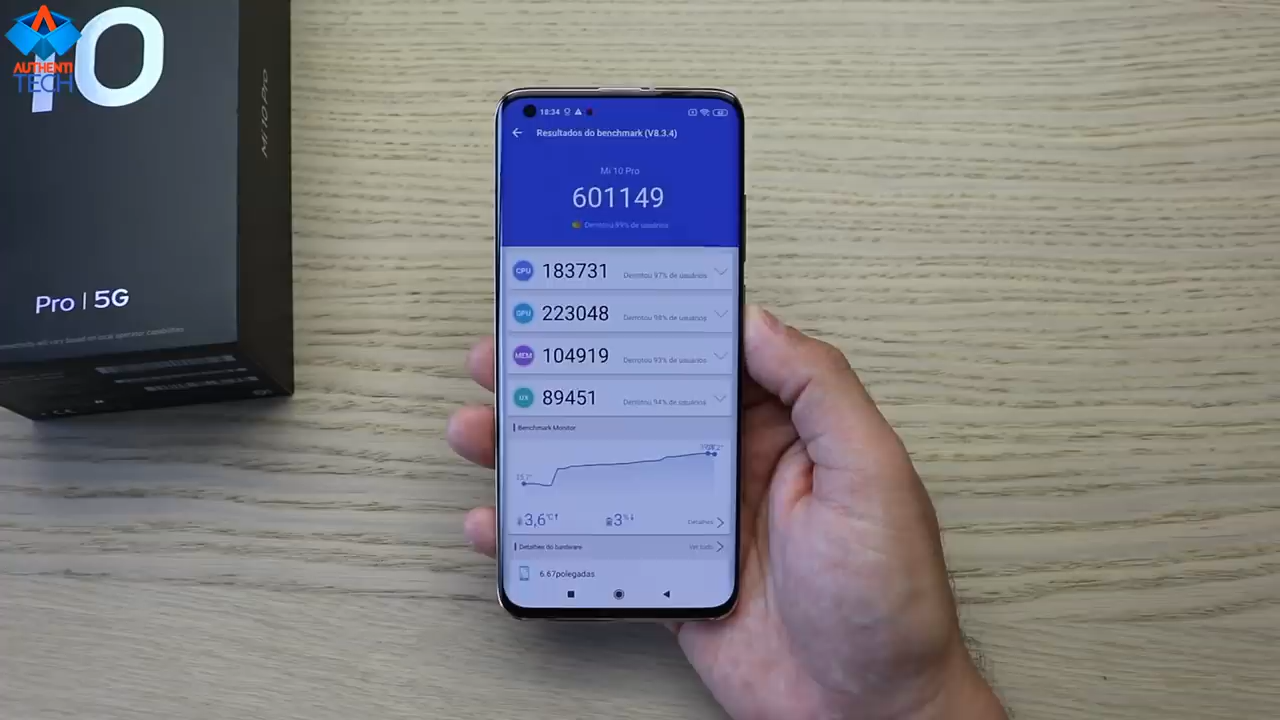 AUTHENTI
TECH
10
Mi 10 Pro
Pro | 5G
18:34
Resultados do benchmark (V8.3.4)
Mi 10 Pro
601149
Derrotou 99% de usuários
CPU 183731 Derrotou 97% de usuários
GPU 223048 Derrotou 98% de usuários
MEM 104919 Derrotou 93% de usuários
UX 89451 Derrotou 94% de usuários
Benchmark Monitor
3,6°C↑ 3%↓ Detalhes
Detalhes do hardware Ver tudo
6.67polegadas